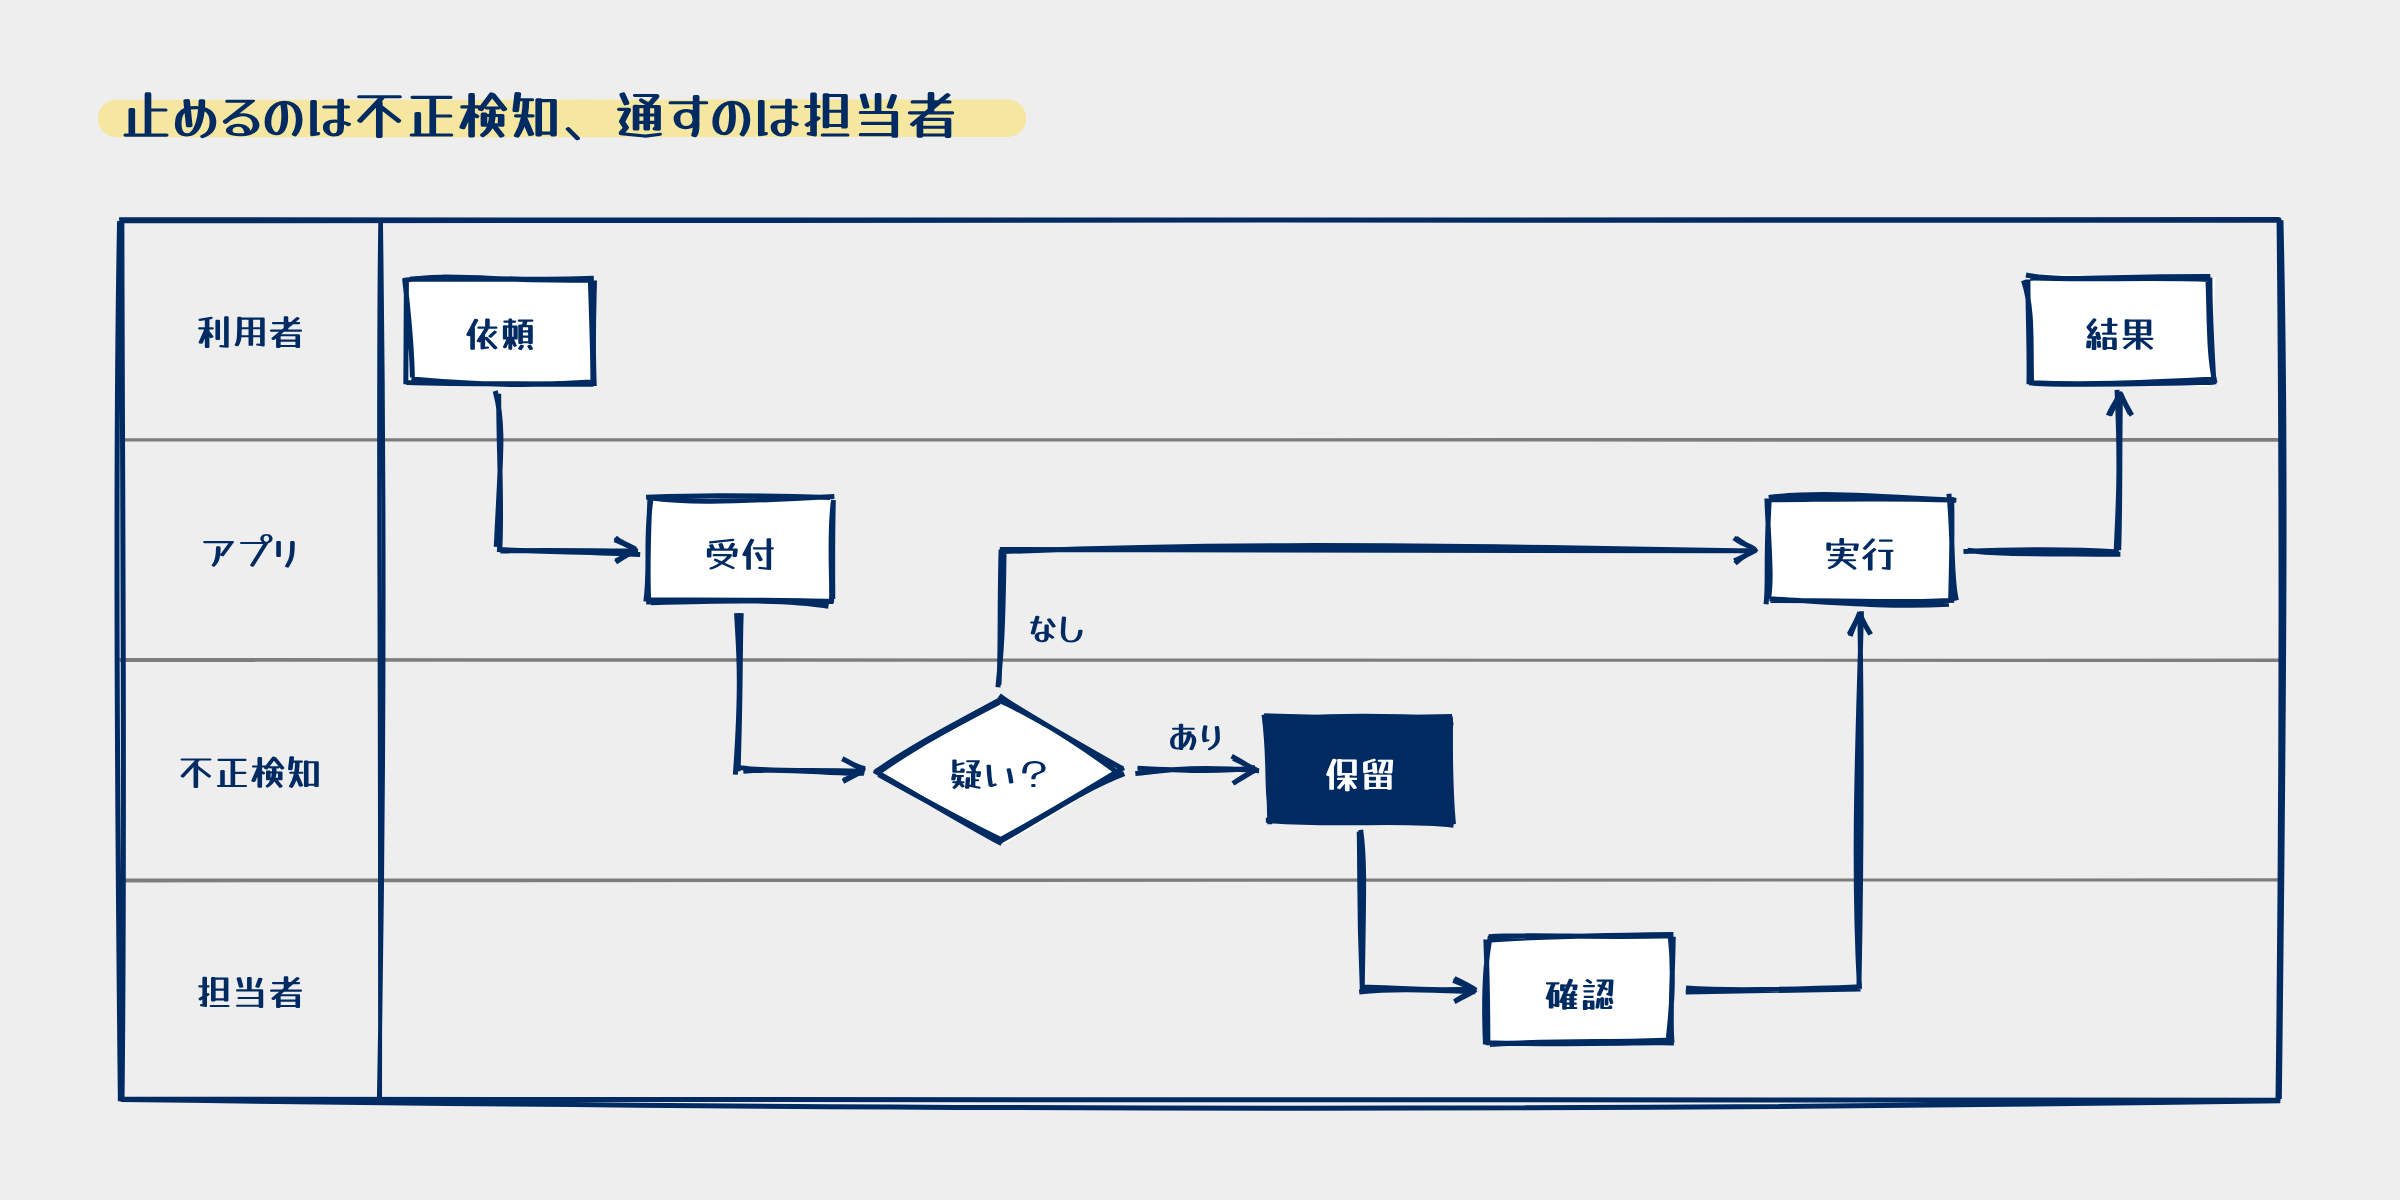 止めるのは不正検知、通すのは担当者
利用者
依頼
結果
アプリ
受付
実行
なし
不正検知
疑い？
あり
保留
担当者
確認